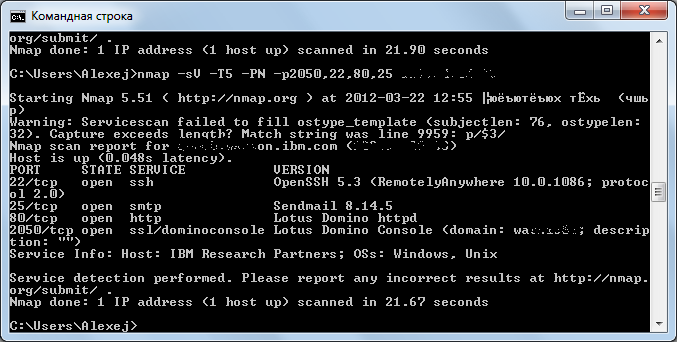 Командная строка
org/submit/ .
Nmap done: 1 IP address (1 host up) scanned in 21.90 seconds
C:\Users\Alexej>nmap -sV -T5 -PN -p2050,22,80,25
Starting Nmap 5.51 ( http://nmap.org ) at 2012-03-22 12:55
Warning: Servicescan failed to fill ostype_template (subjectlen: 76, ostypelen:
32). Capture exceeds length? Match string was line 9959: p/$3/
Nmap scan report for on.ibm.com (
Host is up (0.048s latency).
PORT STATE SERVICE VERSION
22/tcp open ssh OpenSSH 5.3 (RemotelyAnywhere 10.0.1086; protoc
ol 2.0)
25/tcp open smtp Sendmail 8.14.5
80/tcp open http Lotus Domino httpd
2050/tcp open ssl/dominoconsole Lotus Domino Console (domain: descrip
tion: "")
Service Info: Host: IBM Research Partners; OSs: Windows, Unix
Service detection performed. Please report any incorrect results at http://nmap.
org/submit/ .
Nmap done: 1 IP address (1 host up) scanned in 21.67 seconds
C:\Users\Alexej>